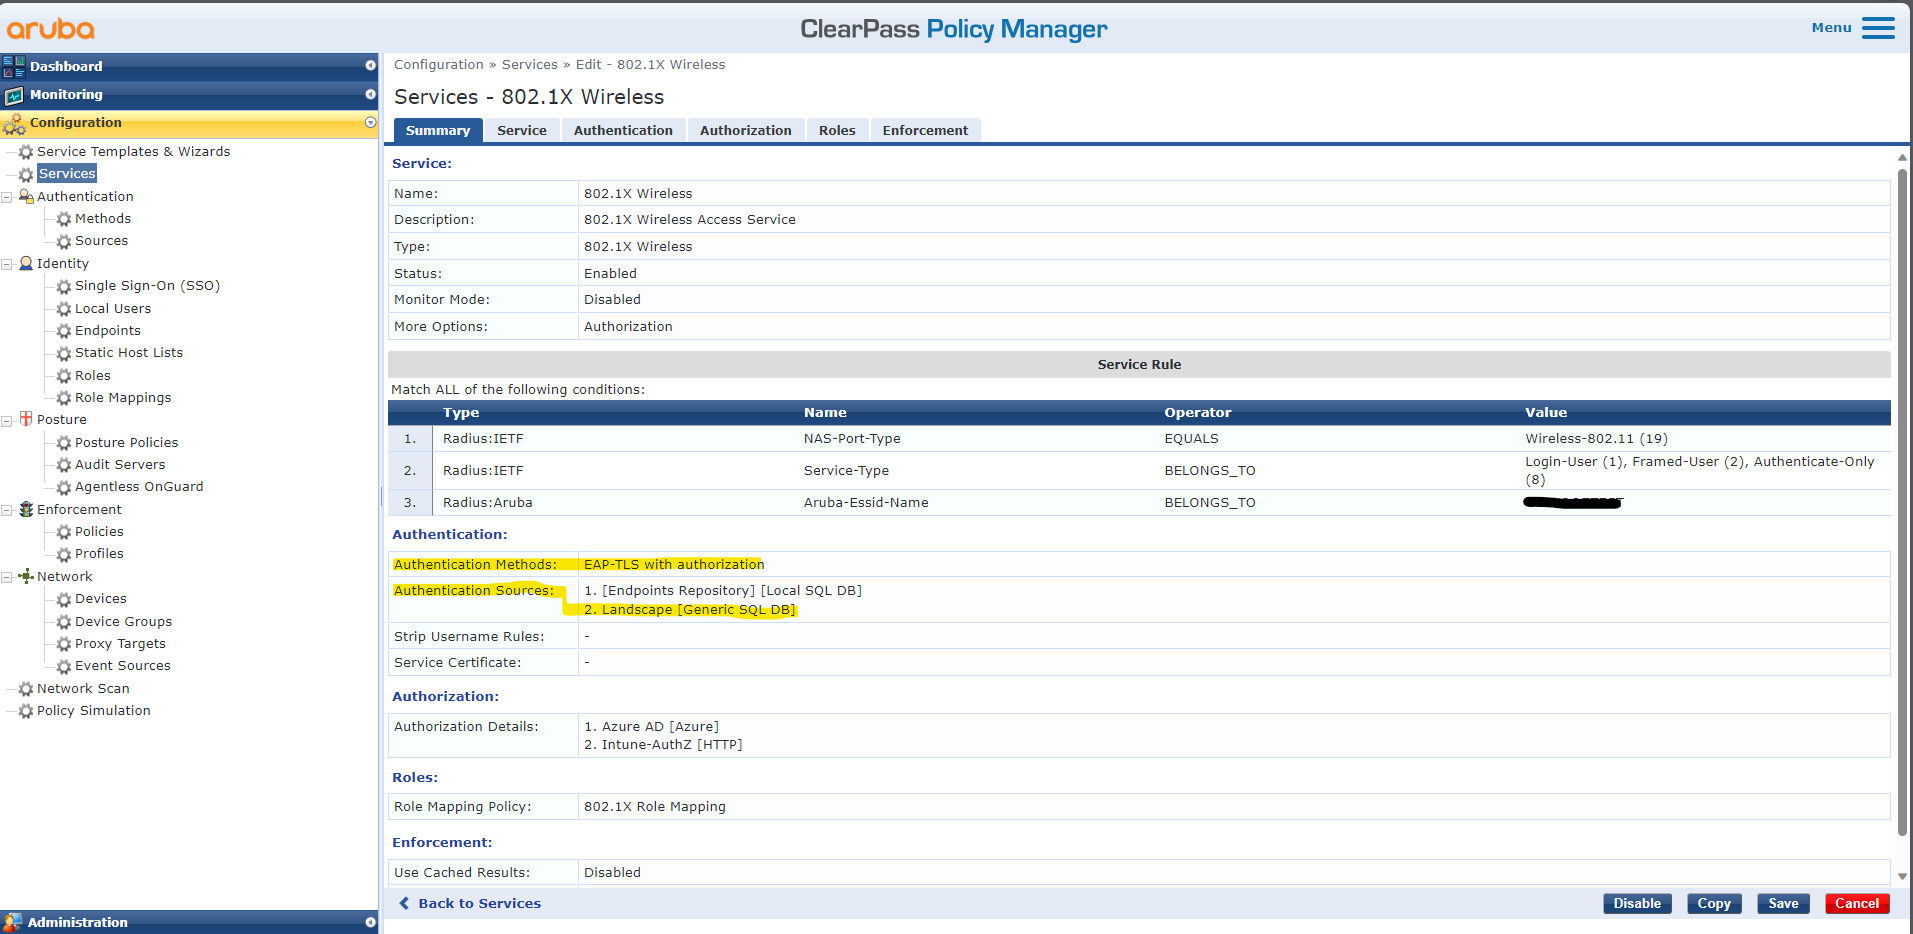 aruba
ClearPass Policy Manager
Menu
Dashboard
Monitoring
Configuration
Service Templates & Wizards
Services
Authentication
Methods
Sources
Identity
Single Sign-On (SSO)
Local Users
Endpoints
Static Host Lists
Roles
Role Mappings
Posture
Posture Policies
Audit Servers
Agentless OnGuard
Enforcement
Policies
Profiles
Network
Devices
Device Groups
Proxy Targets
Event Sources
Network Scan
Policy Simulation
Administration
Configuration » Services » Edit - 802.1X Wireless
Services - 802.1X Wireless
Summary Service Authentication Authorization Roles Enforcement
Service:
Name: 802.1X Wireless
Description: 802.1X Wireless Access Service
Type: 802.1X Wireless
Status: Enabled
Monitor Mode: Disabled
More Options: Authorization
Service Rule
Match ALL of the following conditions:
Type Name Operator Value
1. Radius:IETF NAS-Port-Type EQUALS Wireless-802.11 (19)
2. Radius:IETF Service-Type BELONGS_TO Login-User (1), Framed-User (2), Authenticate-Only
(8)
3. Radius:Aruba Aruba-Essid-Name BELONGS_TO
Authentication:
Authentication Methods: EAP-TLS with authorization
Authentication Sources: 1. [Endpoints Repository] [Local SQL DB]
2. Landscape [Generic SQL DB]
Strip Username Rules: -
Service Certificate: -
Authorization:
Authorization Details: 1. Azure AD [Azure]
2. Intune-AuthZ [HTTP]
Roles:
Role Mapping Policy: 802.1X Role Mapping
Enforcement:
Use Cached Results: Disabled
Back to Services
Disable Copy Save Cancel